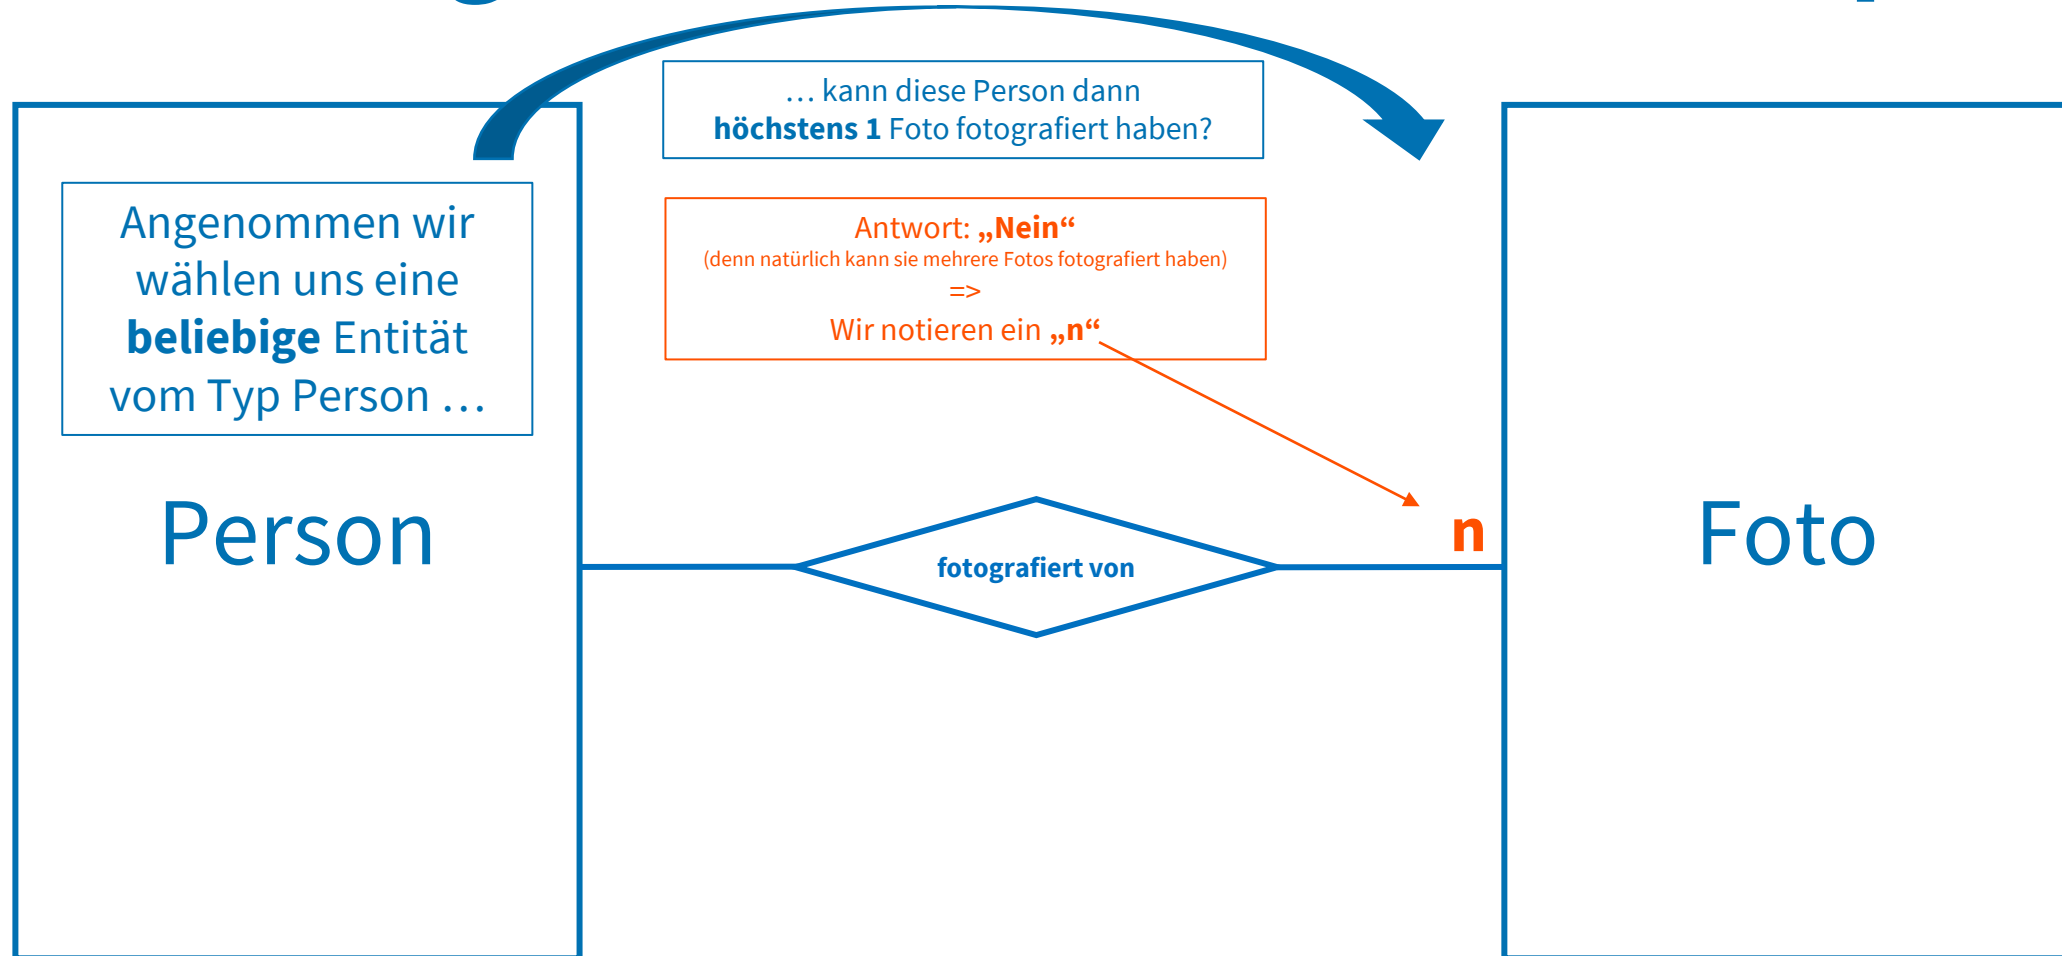 … kann diese Person dann
höchstens 1 Foto fotografiert haben?
Angenommen wir
wählen uns eine
beliebige Entität
vom Typ Person …
Antwort: „Nein“
(denn natürlich kann sie mehrere Fotos fotografiert haben)
=>
Wir notieren ein „n“
Person
fotografiert von
n
Foto